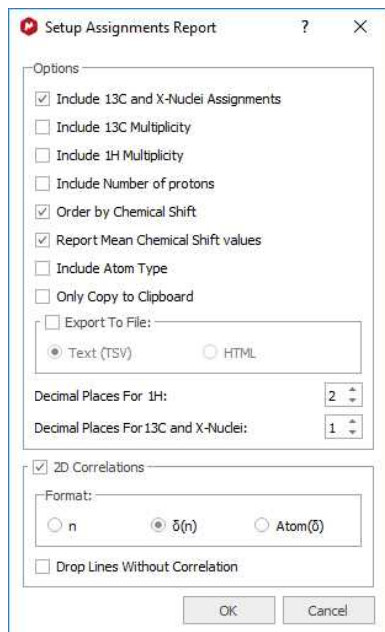 Setup Assignments Report ? ×
Options
Include 13C and X-Nuclei Assignments
Include 13C Multiplicity
Include 1H Multiplicity
Include Number of protons
Order by Chemical Shift
Report Mean Chemical Shift values
Include Atom Type
Only Copy to Clipboard
Export To File:
Text (TSV) HTML
Decimal Places For 1H: 2
Decimal Places For 13C and X-Nuclei: 1
2D Correlations
Format:
n δ(n) Atom(δ)
Drop Lines Without Correlation
OK Cancel